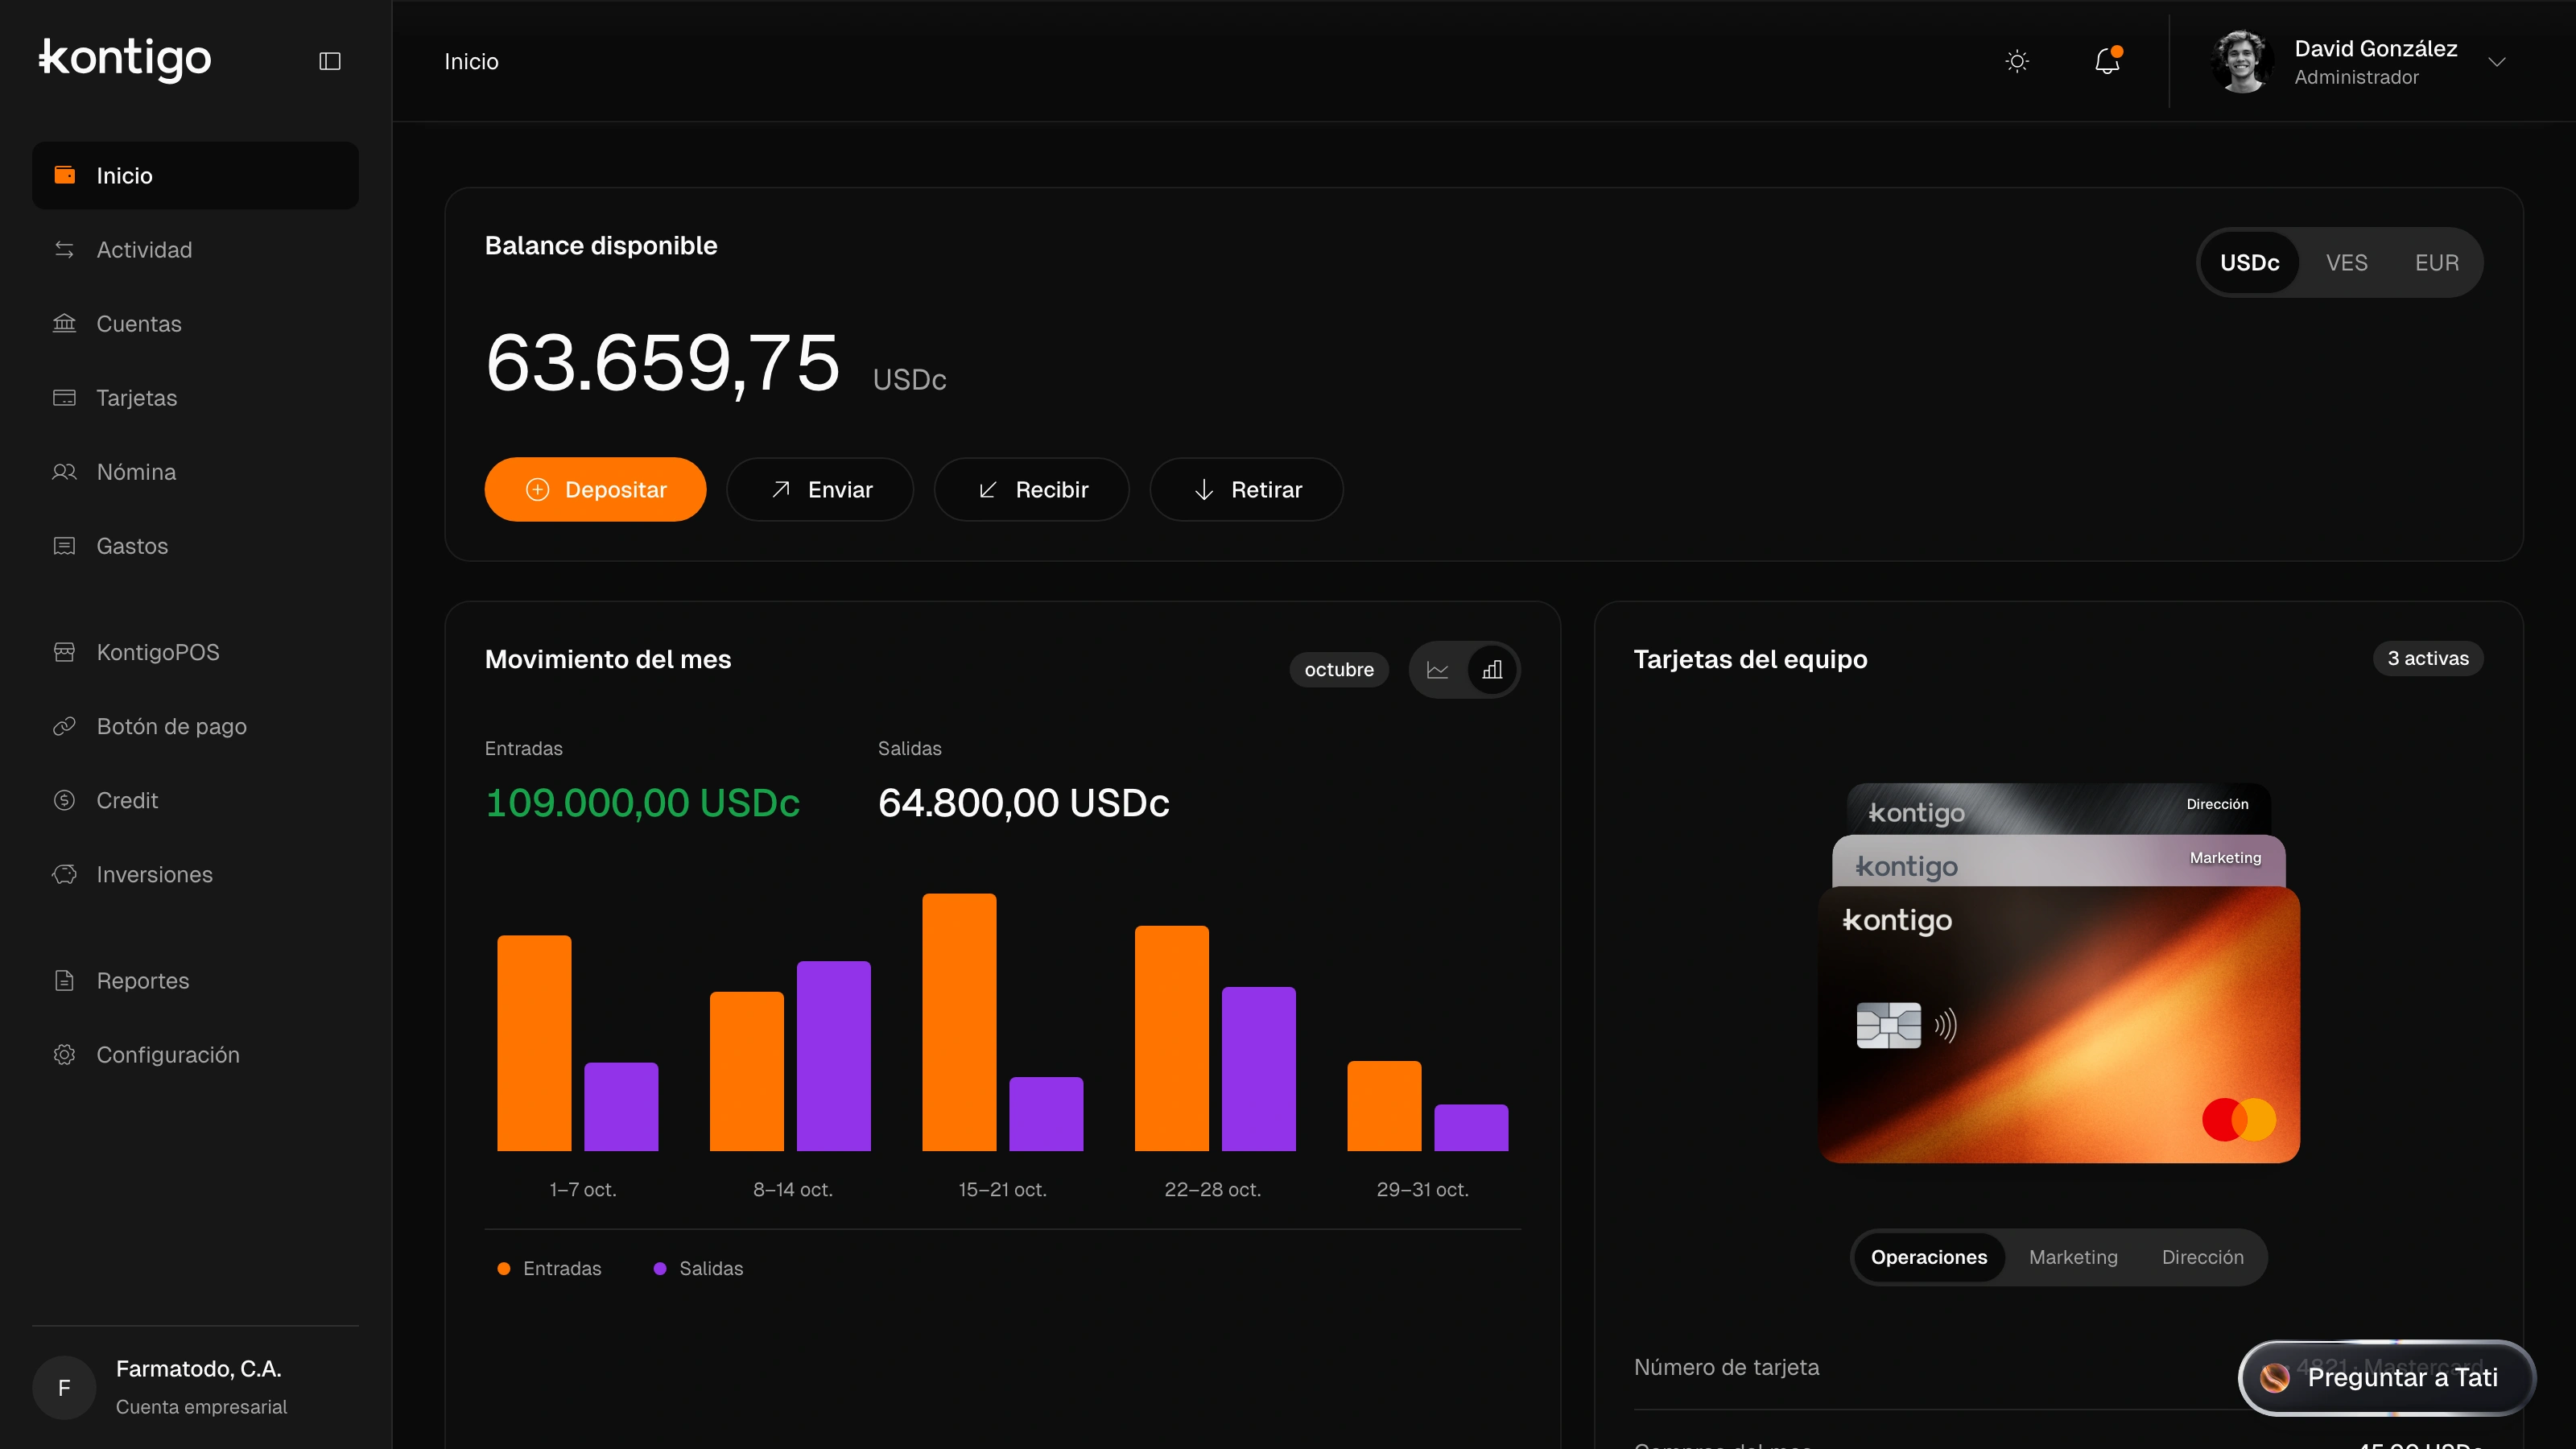 kontigo
Inicio
David González
Administrador
Inicio
Actividad
Cuentas
Tarjetas
Nómina
Gastos
KontigoPOS
Botón de pago
Credit
Inversiones
Reportes
Configuración
F
Farmatodo, C.A.
Cuenta empresarial
Balance disponible
USDc VES EUR
63.659,75 USDc
Depositar Enviar Recibir Retirar
Movimiento del mes
octubre
Entradas Salidas
109.000,00 USDc 64.800,00 USDc
1–7 oct. 8–14 oct. 15–21 oct. 22–28 oct. 29–31 oct.
Entradas Salidas
Tarjetas del equipo
3 activas
kontigo Dirección
kontigo Marketing
kontigo
Operaciones Marketing Dirección
Número de tarjeta 4821 · Mastercard
Preguntar a Tati